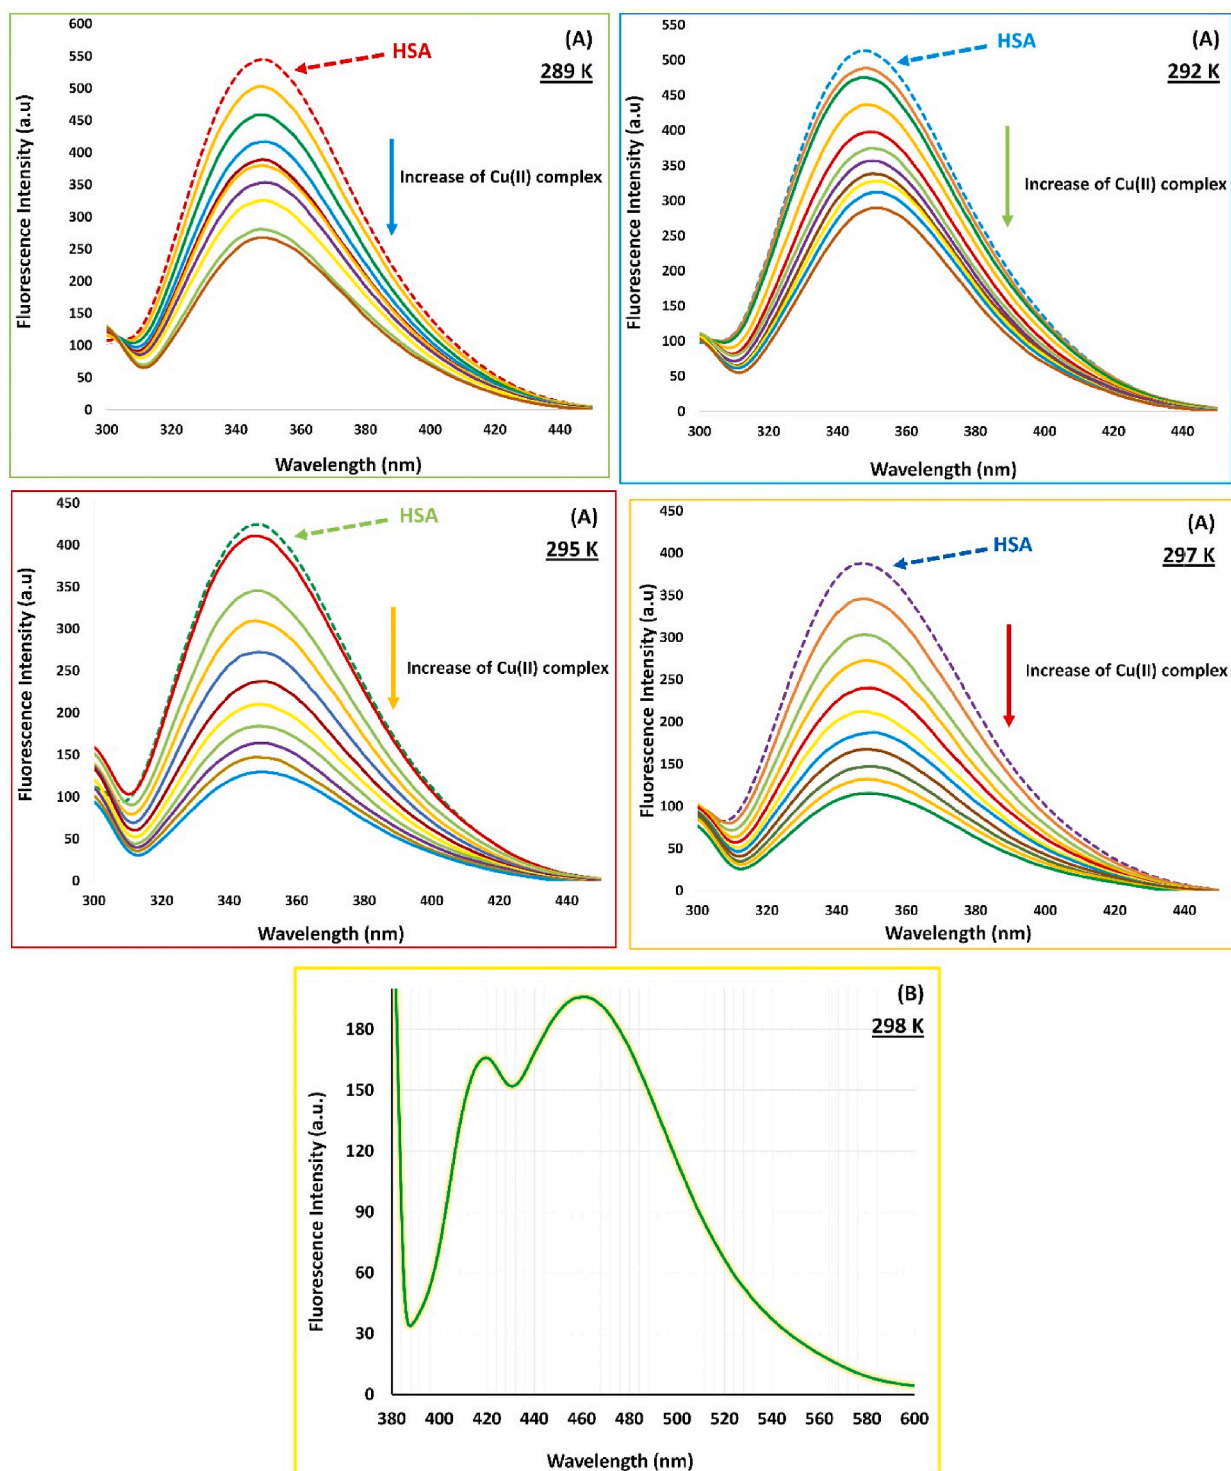 (A)
289 K
HSA
Increase of Cu(II) complex
Fluorescence Intensity (a.u)
600
550
500
450
400
350
300
250
200
150
100
50
0
300 320 340 360 380 400 420 440
Wavelength (nm)
(A)
292 K
HSA
Increase of Cu(II) complex
Fluorescence Intensity (a.u)
550
500
450
400
350
300
250
200
150
100
50
0
300 320 340 360 380 400 420 440
Wavelength (nm)
(A)
295 K
HSA
Increase of Cu(II) complex
Fluorescence Intensity (a.u)
450
400
350
300
250
200
150
100
50
0
300 320 340 360 380 400 420 440
Wavelength (nm)
(A)
297 K
HSA
Increase of Cu(II) complex
Fluorescence Intensity (a.u)
450
400
350
300
250
200
150
100
50
0
300 320 340 360 380 400 420 440
Wavelength (nm)
(B)
298 K
Fluorescence Intensity (a.u.)
180
150
120
90
60
30
0
380 400 420 440 460 480 500 520 540 560 580 600
Wavelength (nm)